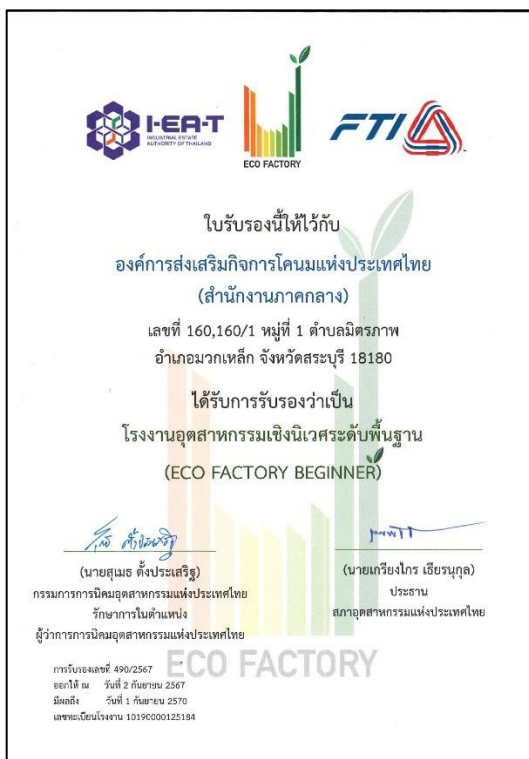 I-EA-T
INDUSTRIAL ESTATE
AUTHORITY OF THAILAND
ECO FACTORY
FTI
ใบรับรองนี้ให้ไว้กับ
องค์การส่งเสริมกิจการโคนมแห่งประเทศไทย
(สำนักงานภาคกลาง)
เลขที่ 160,160/1 หมู่ที่ 1 ตำบลมิตรภาพ
อำเภอมวกเหล็ก จังหวัดสระบุรี 18180
ได้รับการรับรองว่าเป็น
โรงงานอุตสาหกรรมเชิงนิเวศระดับพื้นฐาน
(ECO FACTORY BEGINNER)
(นายสุเมธ ตั้งประเสริฐ)
กรรมการการนิคมอุตสาหกรรมแห่งประเทศไทย
รักษาการในตำแหน่ง
ผู้ว่าการการนิคมอุตสาหกรรมแห่งประเทศไทย
(นายเกรียงไกร เธียรนุกุล)
ประธาน
สภาอุตสาหกรรมแห่งประเทศไทย
ECO FACTORY
การรับรองเลขที่ 490/2567
ออกให้ ณ วันที่ 2 กันยายน 2567
มีผลถึง วันที่ 1 กันยายน 2570
เลขทะเบียนโรงงาน 10190000125184